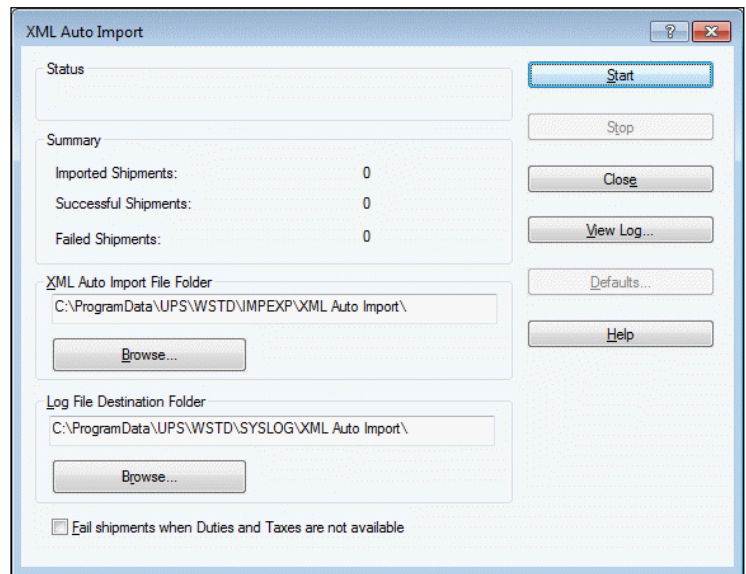 XML Auto Import
Status
Start
Stop
Summary
Imported Shipments: 0
Close
Successful Shipments: 0
View Log...
Failed Shipments: 0
XML Auto Import File Folder
Defaults...
C:\ProgramData\UPS\WSTD\IMPEXP\XML Auto Import\
Help
Browse...
Log File Destination Folder
C:\ProgramData\UPS\WSTD\SYSLOG\XML Auto Import\
Browse...
Fail shipments when Duties and Taxes are not available